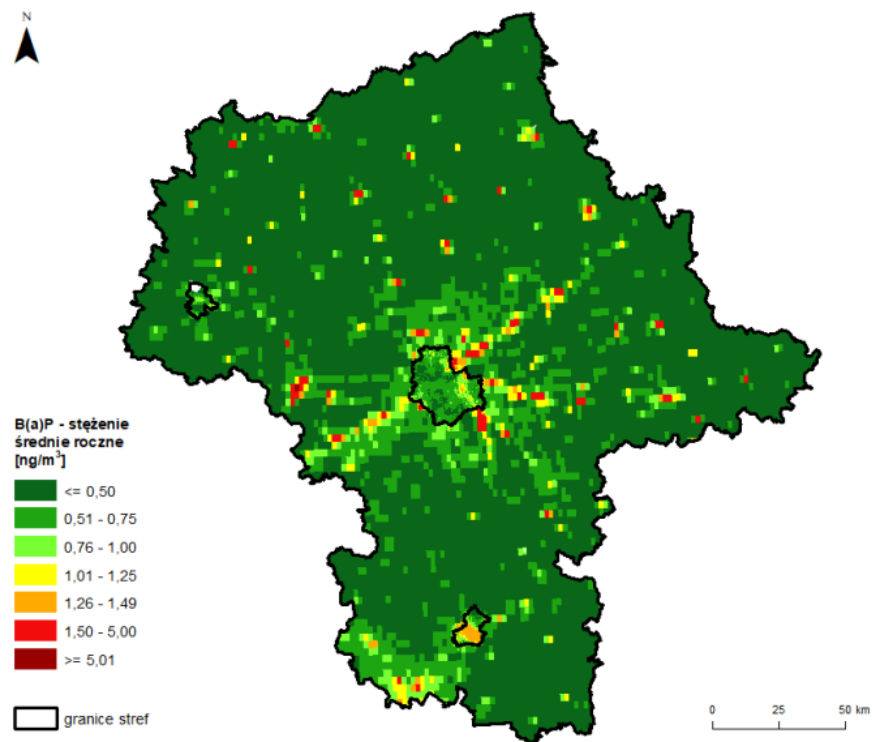 N
B(a)P - stężenie
średnie roczne
[ng/m³]
<= 0,50
0,51 - 0,75
0,76 - 1,00
1,01 - 1,25
1,26 - 1,49
1,50 - 5,00
>= 5,01
granice stref
0 25 50 km